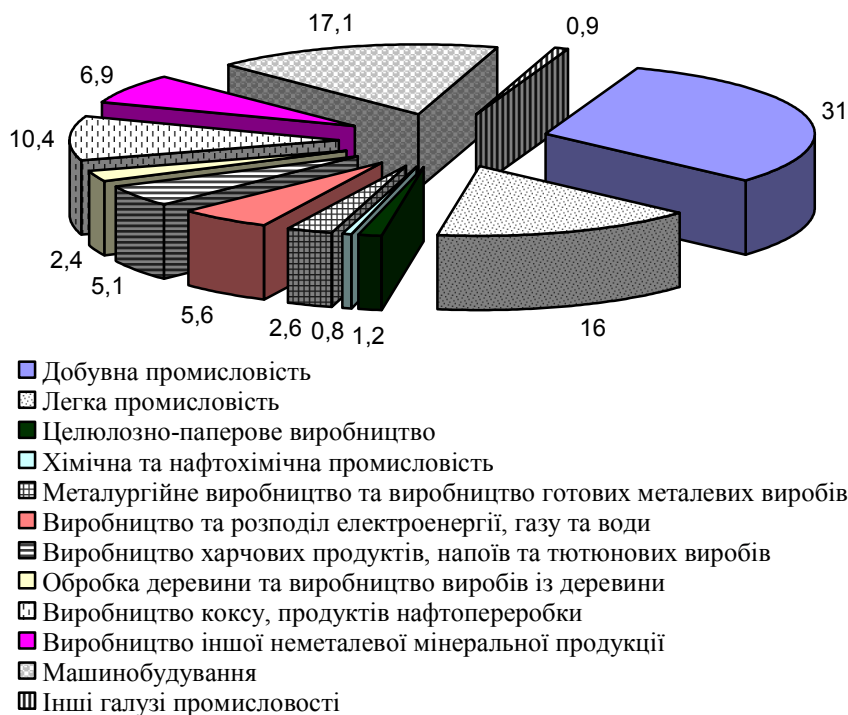 17,1
0,9
6,9
31
10,4
2,4
5,1
5,6
2,6
0,8
1,2
16
Добувна промисловість
Легка промисловість
Целюлозно-паперове виробництво
Хімічна та нафтохімічна промисловість
Металургійне виробництво та виробництво готових металевих виробів
Виробництво та розподіл електроенергії, газу та води
Виробництво харчових продуктів, напоїв та тютюнових виробів
Обробка деревини та виробництво виробів із деревини
Виробництво коксу, продуктів нафтопереробки
Виробництво іншої неметалевої мінеральної продукції
Машинобудування
Інші галузі промисловості